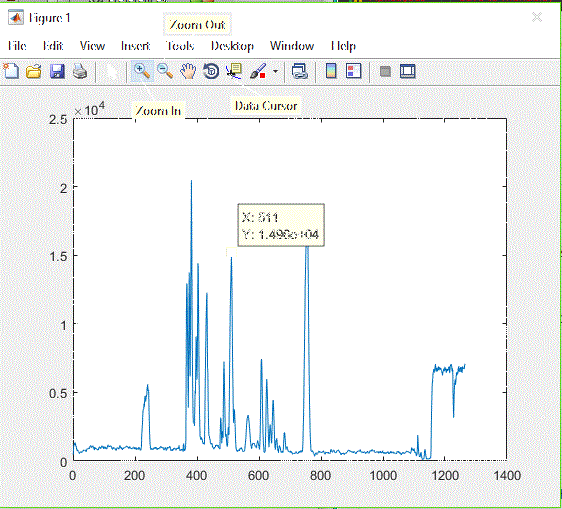 Figure 1
Zoom Out
File Edit View Insert Tools Desktop Window Help
Zoom In
Data Cursor
×10^4
2.5
2
1.5
1
0.5
0
X: 511
Y: 1.496e+04
0 200 400 600 800 1000 1200 1400